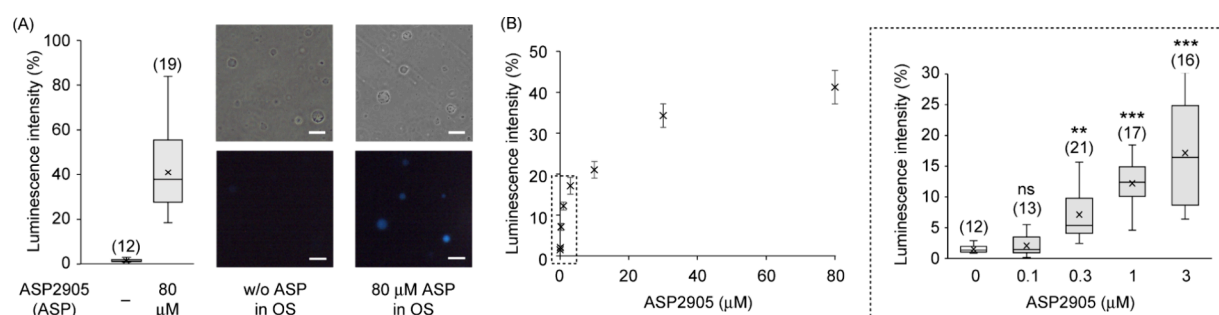 (A)
Luminescence intensity (%)
100
80
60
40
20
0
(12)
(19)
ASP2905
(ASP)
–
80
μM
w/o ASP
in OS
80 μM ASP
in OS
(B)
Luminescence intensity (%)
50
40
30
20
10
0
0
20
40
60
80
ASP2905 (μM)
Luminescence intensity (%)
30
25
20
15
10
5
0
(12)
ns
(13)
**
(21)
***
(17)
***
(16)
0
0.1
0.3
1
3
ASP2905 (μM)